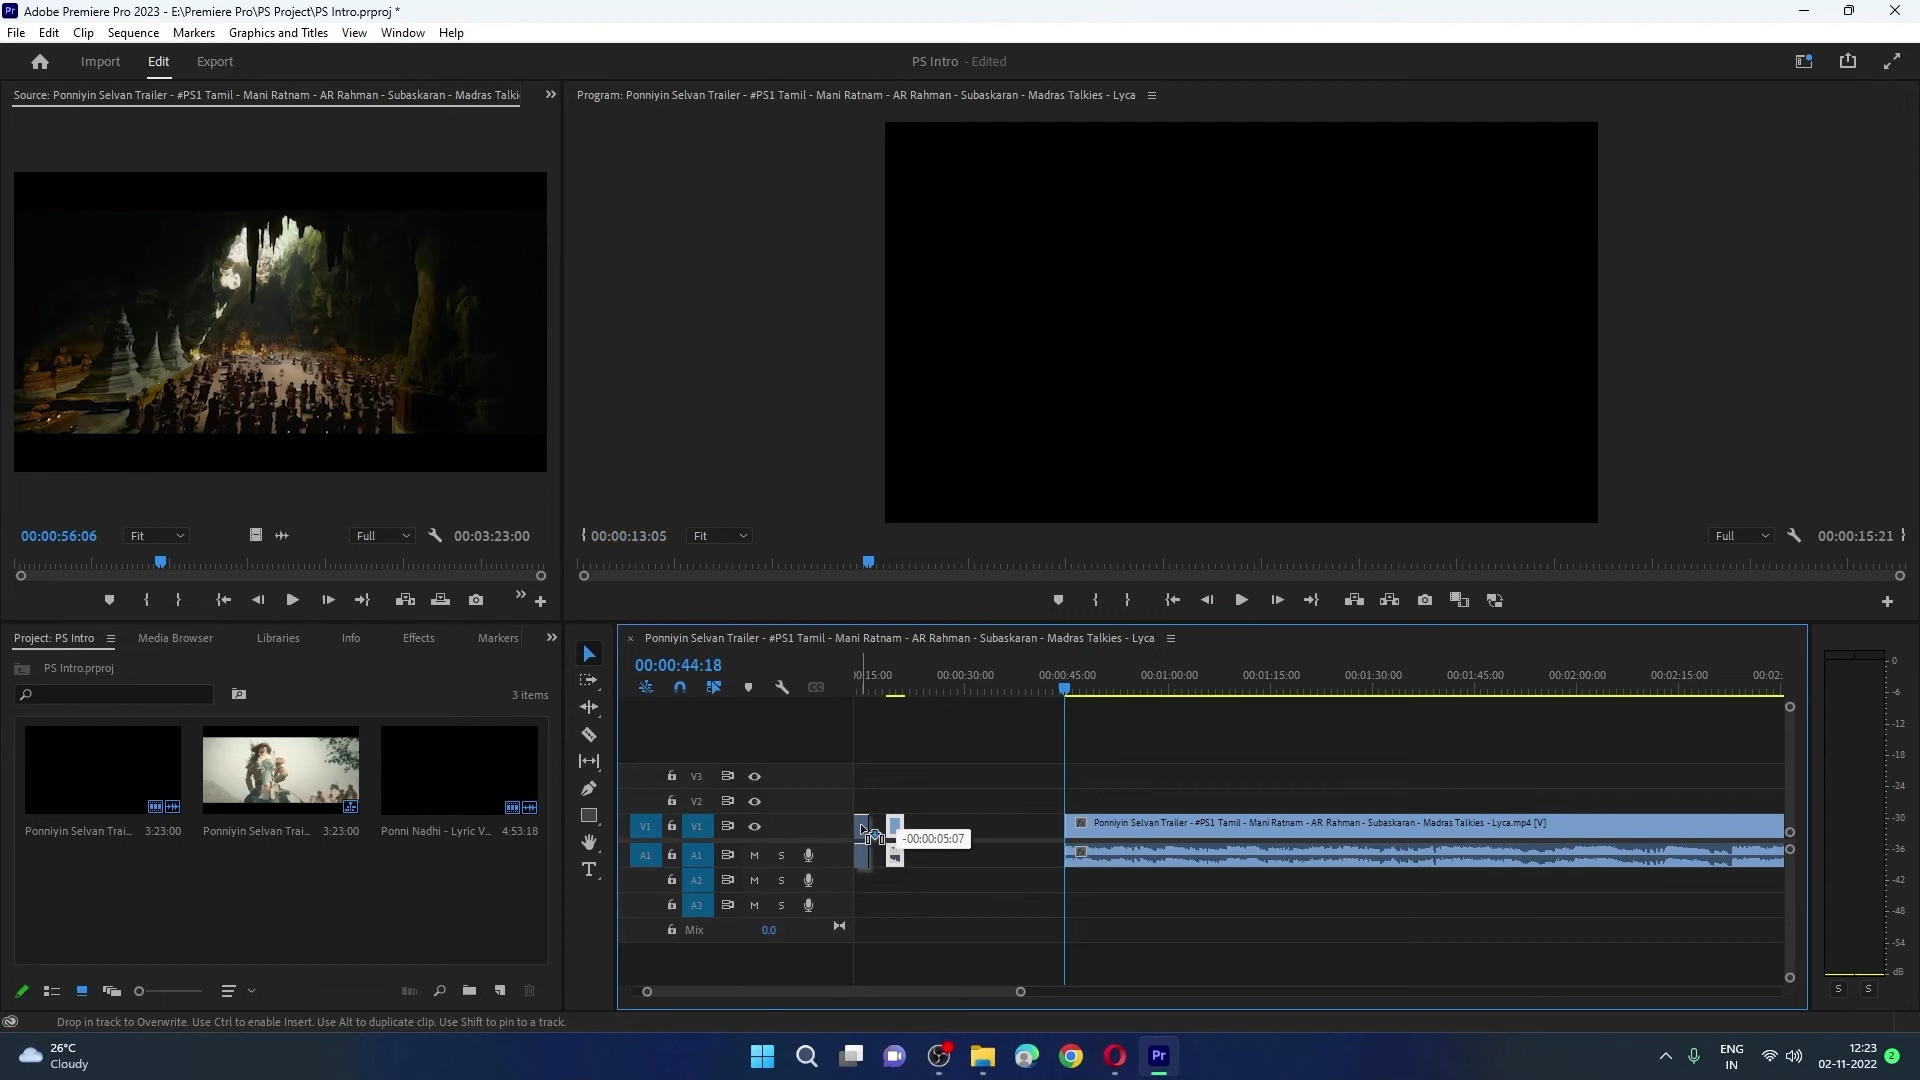 Adobe Premiere Pro 2023 - E:\Premiere Pro\PS Project\PS Intro.prproj *
File Edit Clip Sequence Markers Graphics and Titles View Window Help
Import Edit Export
PS Intro - Edited
Source: Ponniyin Selvan Trailer - #PS1 Tamil - Mani Ratnam - AR Rahman - Subaskaran - Madras Talki
Program: Ponniyin Selvan Trailer - #PS1 Tamil - Mani Ratnam - AR Rahman - Subaskaran - Madras Talkies - Lyca
00:00:56:06 Fit Full 00:03:23:00
00:00:13:05 Fit Full 00:00:15:21
Project: PS Intro Media Browser Libraries Info Effects Markers
PS Intro.prproj
3 items
Ponniyin Selvan Trai... 3:23:00
Ponniyin Selvan Trai... 3:23:00
Ponni Nadhi - Lyric V... 4:53:18
Ponniyin Selvan Trailer - #PS1 Tamil - Mani Ratnam - AR Rahman - Subaskaran - Madras Talkies - Lyca
00:00:44:18
0:15:00 00:00:30:00 00:00:45:00 00:01:00:00 00:01:15:00 00:01:30:00 00:01:45:00 00:02:00:00 00:02:15:00 00:02:
V3
V2
V1 V1
Ponniyin Selvan Trailer - #PS1 Tamil - Mani Ratnam - AR Rahman - Subaskaran - Madras Talkies - Lyca.mp4 [V]
-00:00:05:07
A1 A1 M S
A2 M S
A3 M S
Mix 0.0
0
-6
-12
-18
-24
-30
-36
-42
-48
-54
dB
S S
Drop in track to Overwrite. Use Ctrl to enable Insert. Use Alt to duplicate clip. Use Shift to pin to a track.
26°C
Cloudy
Pr
ENG
IN
12:23
02-11-2022
2